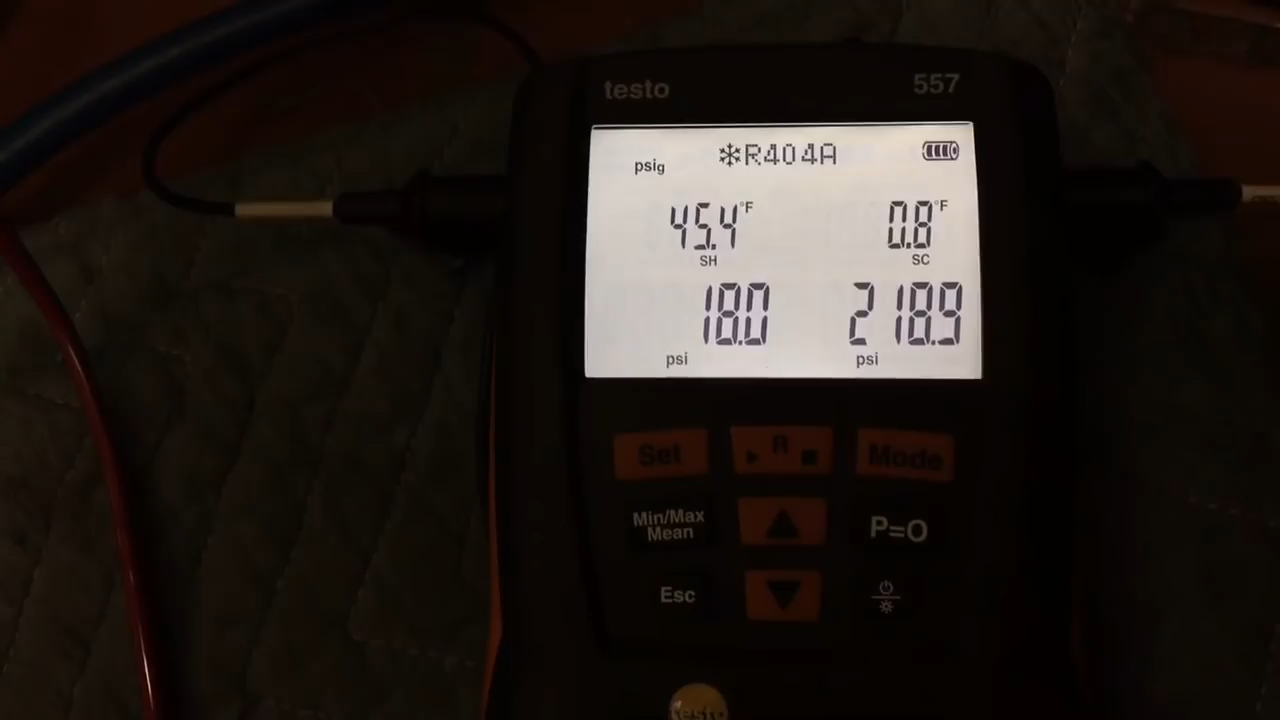 testo 557
psig ❄R404A
45.4°F 0.8°F
SH SC
18.0 218.9
psi psi
Set R Mode
Min/Max
Mean P=O
Esc
testo